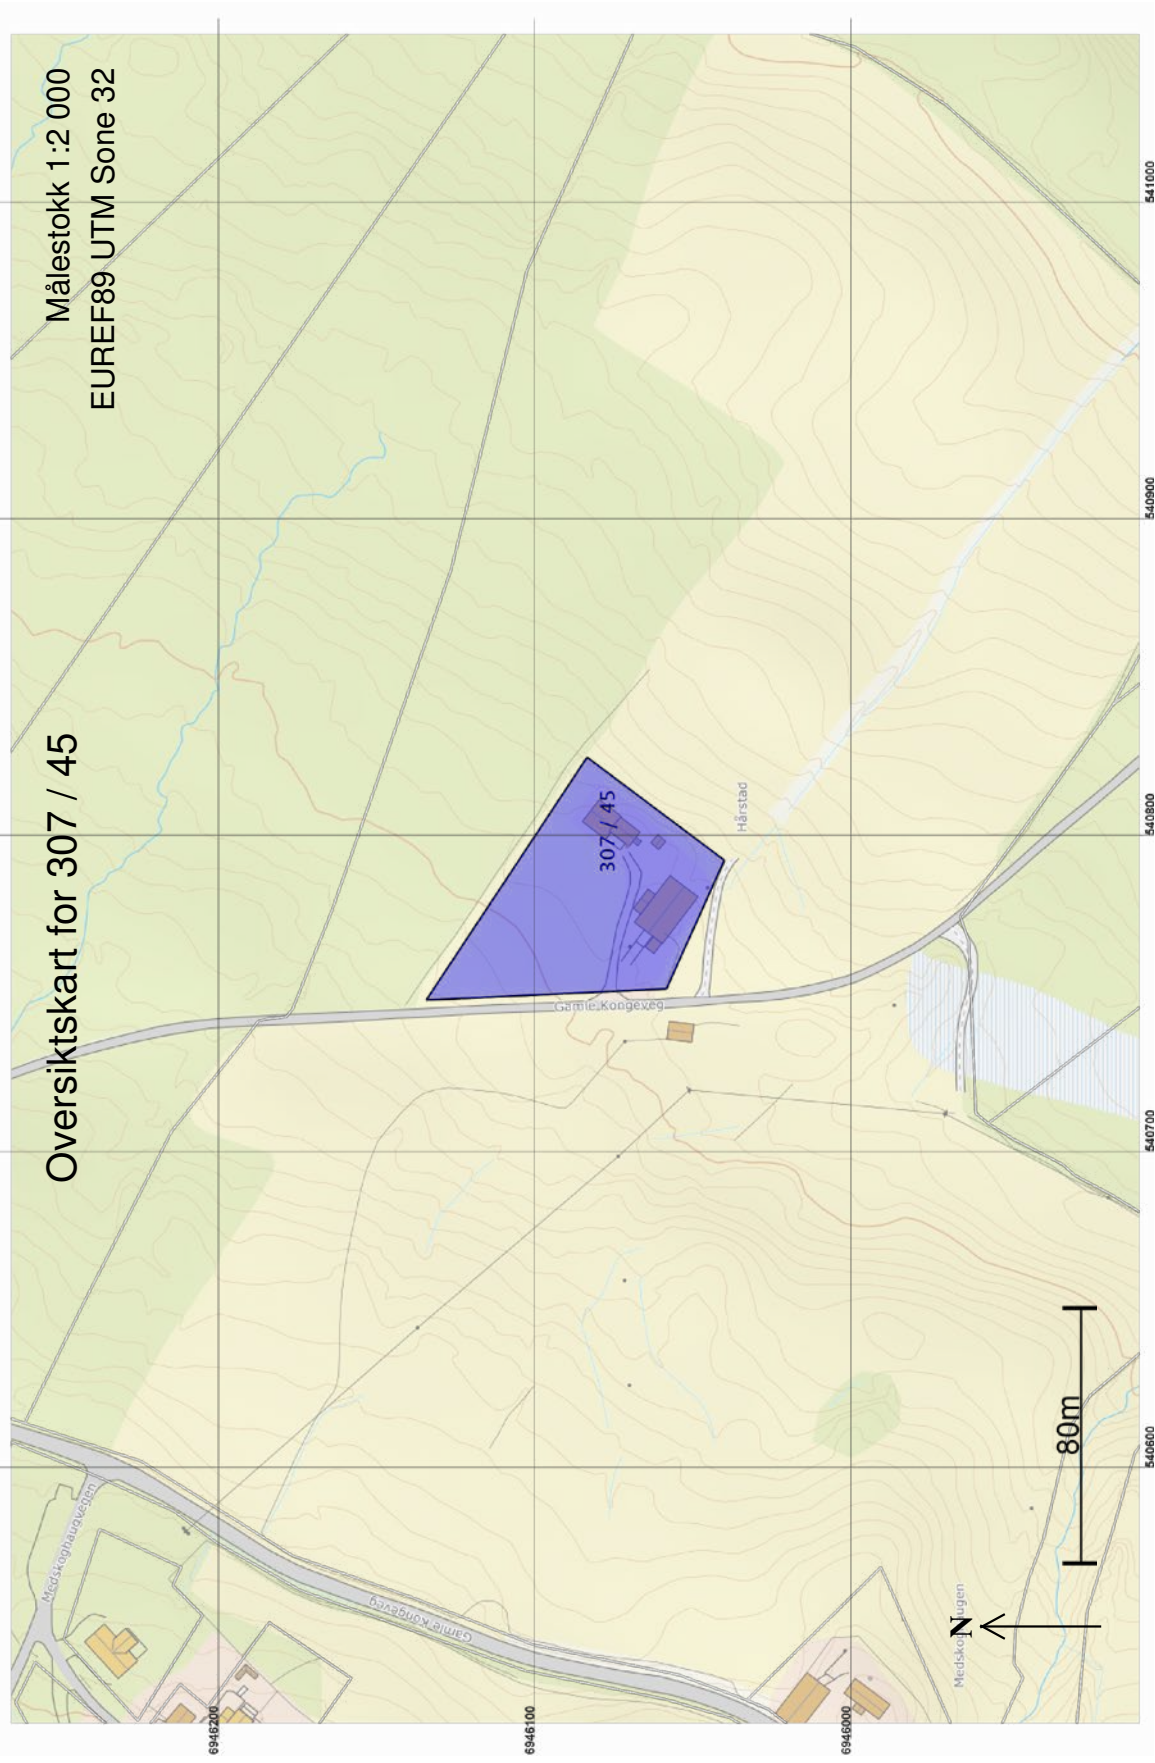 Oversiktskart for 307 / 45
Målestokk 1:2 000
EUREF89 UTM Sone 32
Medskoghaugvegen
Gamle Kongeveg
Gamle Kongeveg
307 / 45
Hårstad
Medskoghaugen
N
80m
6946200
6946100
6946000
540600
540700
540800
540900
541000